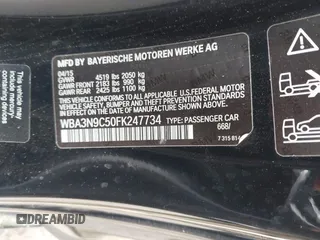 MFD BY BAYERISCHE MOTOREN WERKE AG
04/15
GVWR 4519 lbs 2050 kg
GAWR FRONT 2183 lbs 990 kg
GAWR REAR 2425 lbs 1100 kg
THIS VEHICLE CONFORMS TO ALL APPLICABLE
U.S. FEDERAL MOTOR VEHICLE SAFETY, BUMPER
AND THEFT PREVENTION STANDARDS IN EFFECT ON THE
DATE OF MANUFACTURE SHOWN ABOVE
WBA3N9C50FK247734 TYPE: PASSENGER CAR
668/
DREAMBID